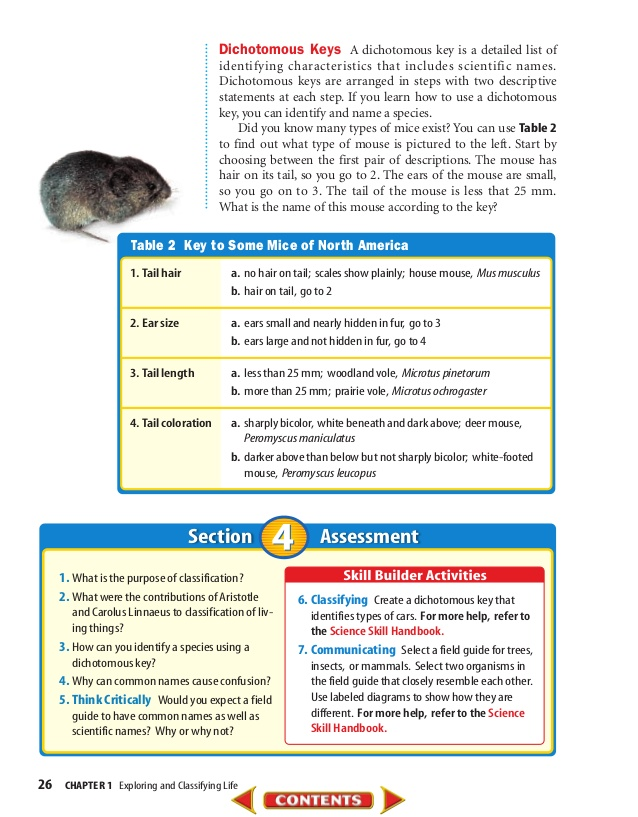 Dichotomous Keys A dichotomous key is a detailed list of
identifying characteristics that includes scientific names.
Dichotomous keys are arranged in steps with two descriptive
statements at each step. If you learn how to use a dichotomous
key, you can identify and name a species.
Did you know many types of mice exist? You can use Table 2
to find out what type of mouse is pictured to the left. Start by
choosing between the first pair of descriptions. The mouse has
hair on its tail, so you go to 2. The ears of the mouse are small,
so you go on to 3. The tail of the mouse is less that 25 mm.
What is the name of this mouse according to the key?
Table 2 Key to Some Mice of North America
1. Tail hair
a. no hair on tail; scales show plainly; house mouse, Mus musculus
b. hair on tail, go to 2
2. Ear size
a. ears small and nearly hidden in fur, go to 3
b. ears large and not hidden in fur, go to 4
3. Tail length
a. less than 25 mm; woodland vole, Microtus pinetorum
b. more than 25 mm; prairie vole, Microtus ochrogaster
4. Tail coloration
a. sharply bicolor, white beneath and dark above; deer mouse,
Peromyscus maniculatus
b. darker above than below but not sharply bicolor; white-footed
mouse, Peromyscus leucopus
Section 4 Assessment
1. What is the purpose of classification?
2. What were the contributions of Aristotle
and Carolus Linnaeus to classification of liv-
ing things?
3. How can you identify a species using a
dichotomous key?
4. Why can common names cause confusion?
5. Think Critically Would you expect a field
guide to have common names as well as
scientific names? Why or why not?
Skill Builder Activities
6. Classifying Create a dichotomous key that
identifies types of cars. For more help, refer to
the Science Skill Handbook.
7. Communicating Select a field guide for trees,
insects, or mammals. Select two organisms in
the field guide that closely resemble each other.
Use labeled diagrams to show how they are
different. For more help, refer to the Science
Skill Handbook.
26 CHAPTER 1 Exploring and Classifying Life
CONTENTS